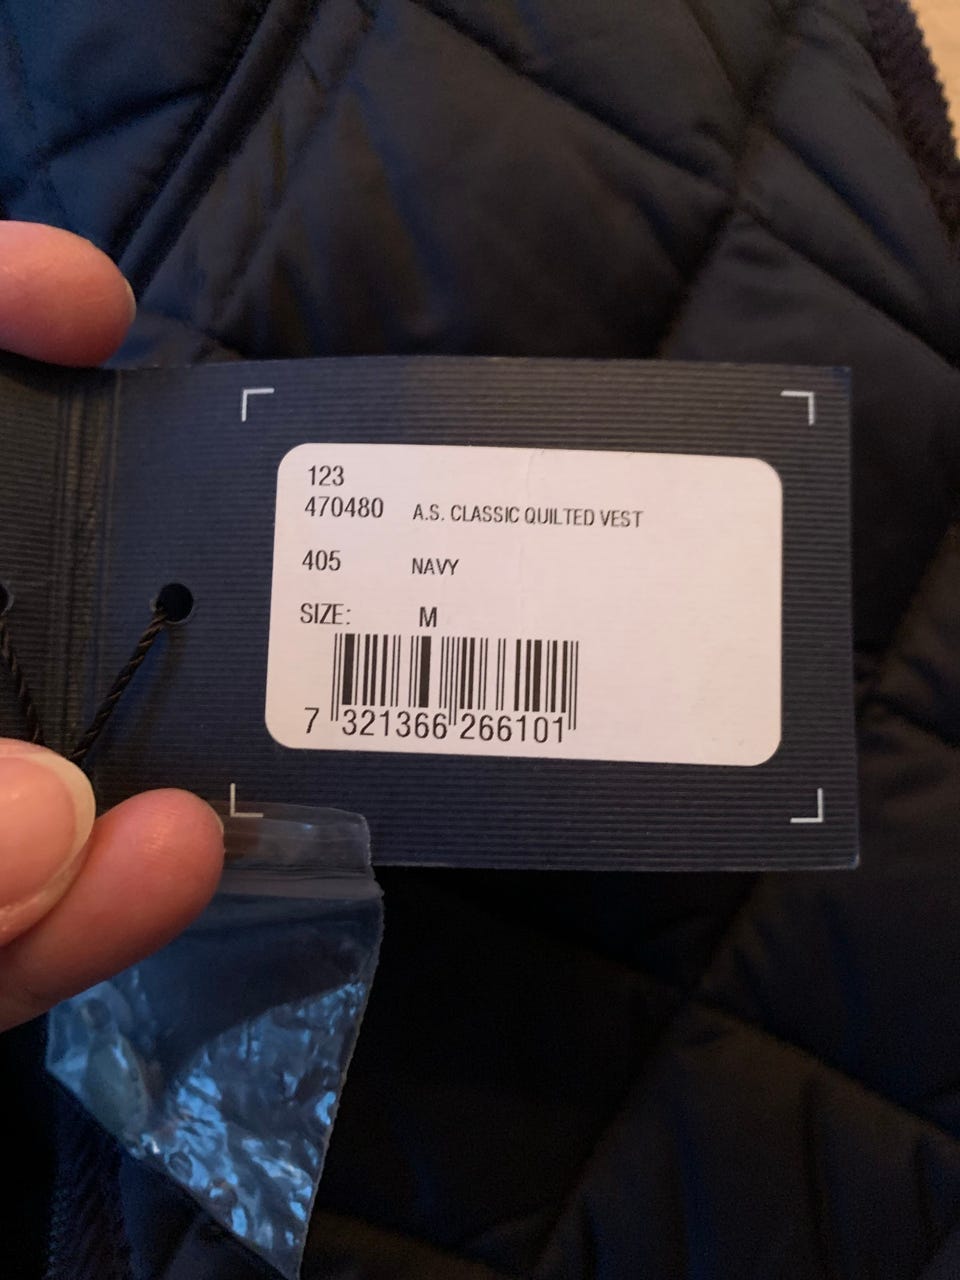 123
470480 A.S. CLASSIC QUILTED VEST
405 NAVY
SIZE: M
7 321366 266101